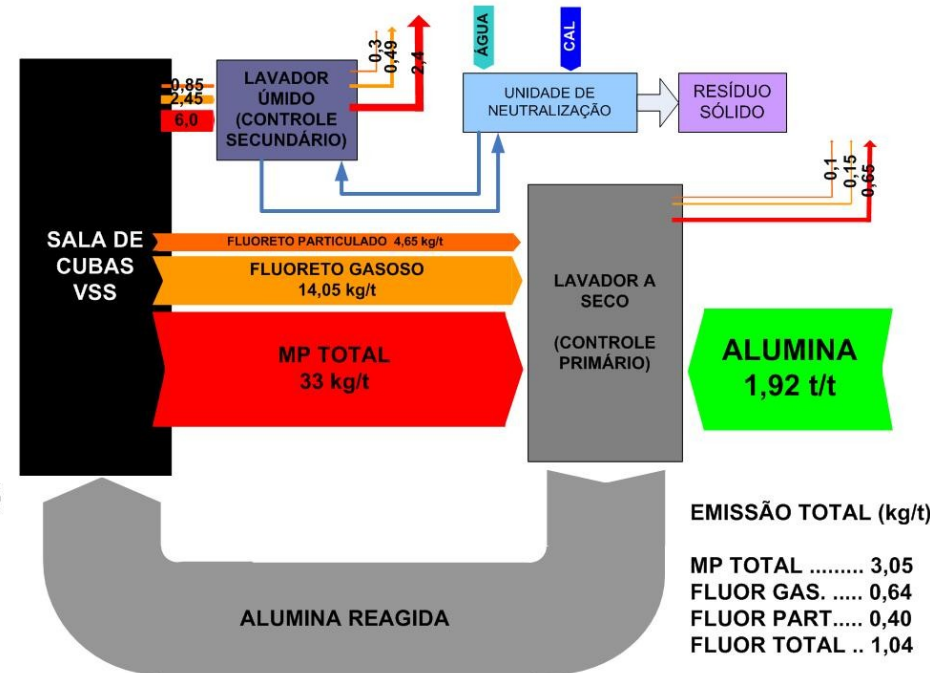 ÁGUA
CAL
0,3
0,49
2,4
0,85
2,45
6,0
LAVADOR
ÚMIDO
(CONTROLE
SECUNDÁRIO)
UNIDADE DE
NEUTRALIZAÇÃO
RESÍDUO
SÓLIDO
0,1
0,15
0,65
SALA DE
CUBAS
VSS
FLUORETO PARTICULADO 4,65 kg/t
FLUORETO GASOSO
14,05 kg/t
MP TOTAL
33 kg/t
LAVADOR A
SECO
(CONTROLE
PRIMÁRIO)
ALUMINA
1,92 t/t
ALUMINA REAGIDA
EMISSÃO TOTAL (kg/t)
MP TOTAL ......... 3,05
FLUOR GAS. ..... 0,64
FLUOR PART..... 0,40
FLUOR TOTAL .. 1,04